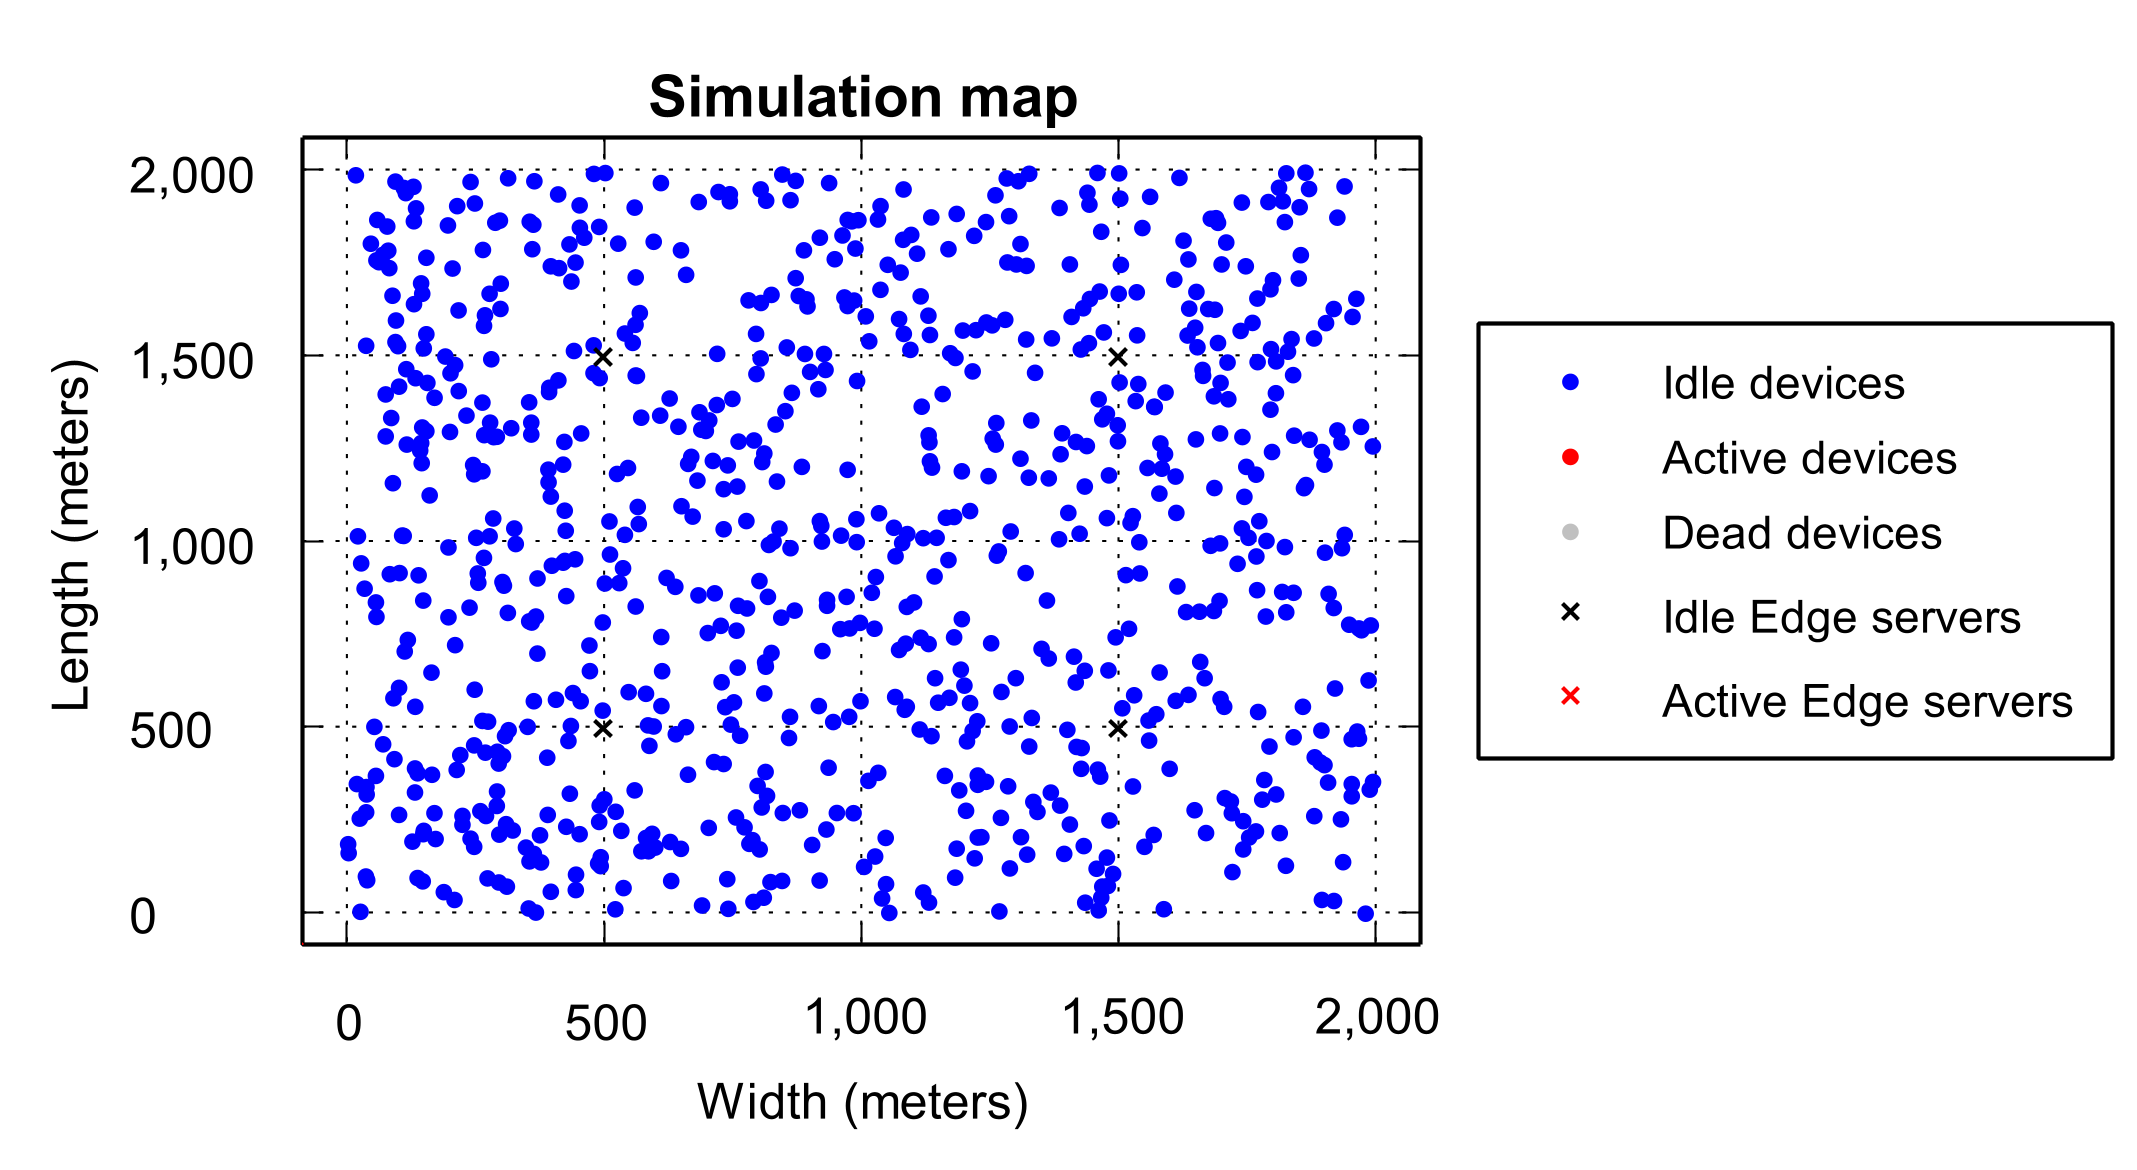 Simulation map
2,000
1,500
1,000
500
0
Length (meters)
0 500 1,000 1,500 2,000
Width (meters)
Idle devices
Active devices
Dead devices
Idle Edge servers
Active Edge servers